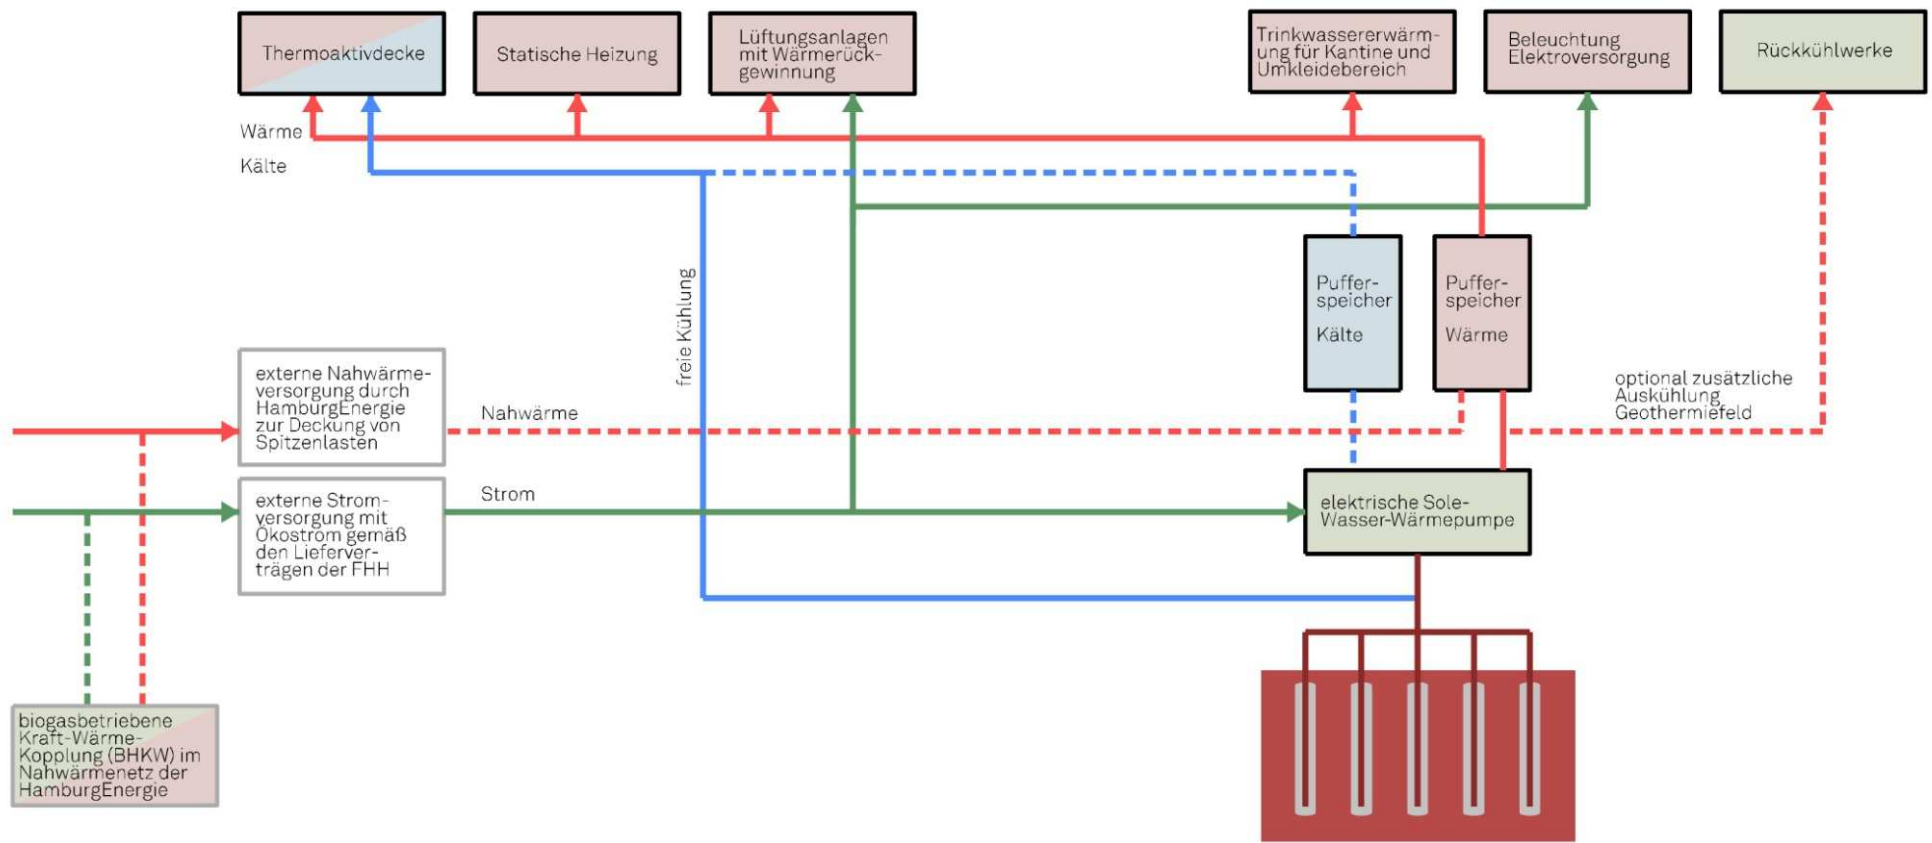 Thermoaktivdecke
Statische Heizung
Lüftungsanlagen
mit Wärmerück-
gewinnung
Trinkwassererwärm-
ung für Kantine und
Umkleidebereich
Beleuchtung
Elektroversorgung
Rückkühlwerke
Wärme
Kälte
freie Kühlung
Puffer-
speicher
Kälte
Puffer-
speicher
Wärme
optional zusätzliche
Auskühlung
Geothermiefeld
externe Nahwärme-
versorgung durch
HamburgEnergie
zur Deckung von
Spitzenlasten
Nahwärme
externe Strom-
versorgung mit
Ökostrom gemäß
den Lieferver-
trägen der FHH
Strom
elektrische Sole-
Wasser-Wärmepumpe
biogasbetriebene
Kraft-Wärme-
Kopplung (BHKW) im
Nahwärmenetz der
HamburgEnergie